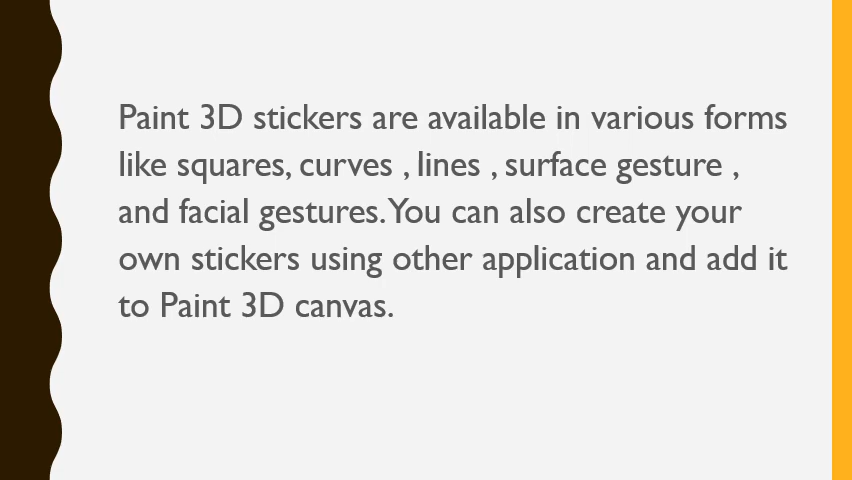 Paint 3D stickers are available in various forms
like squares, curves , lines , surface gesture ,
and facial gestures. You can also create your
own stickers using other application and add it
to Paint 3D canvas.